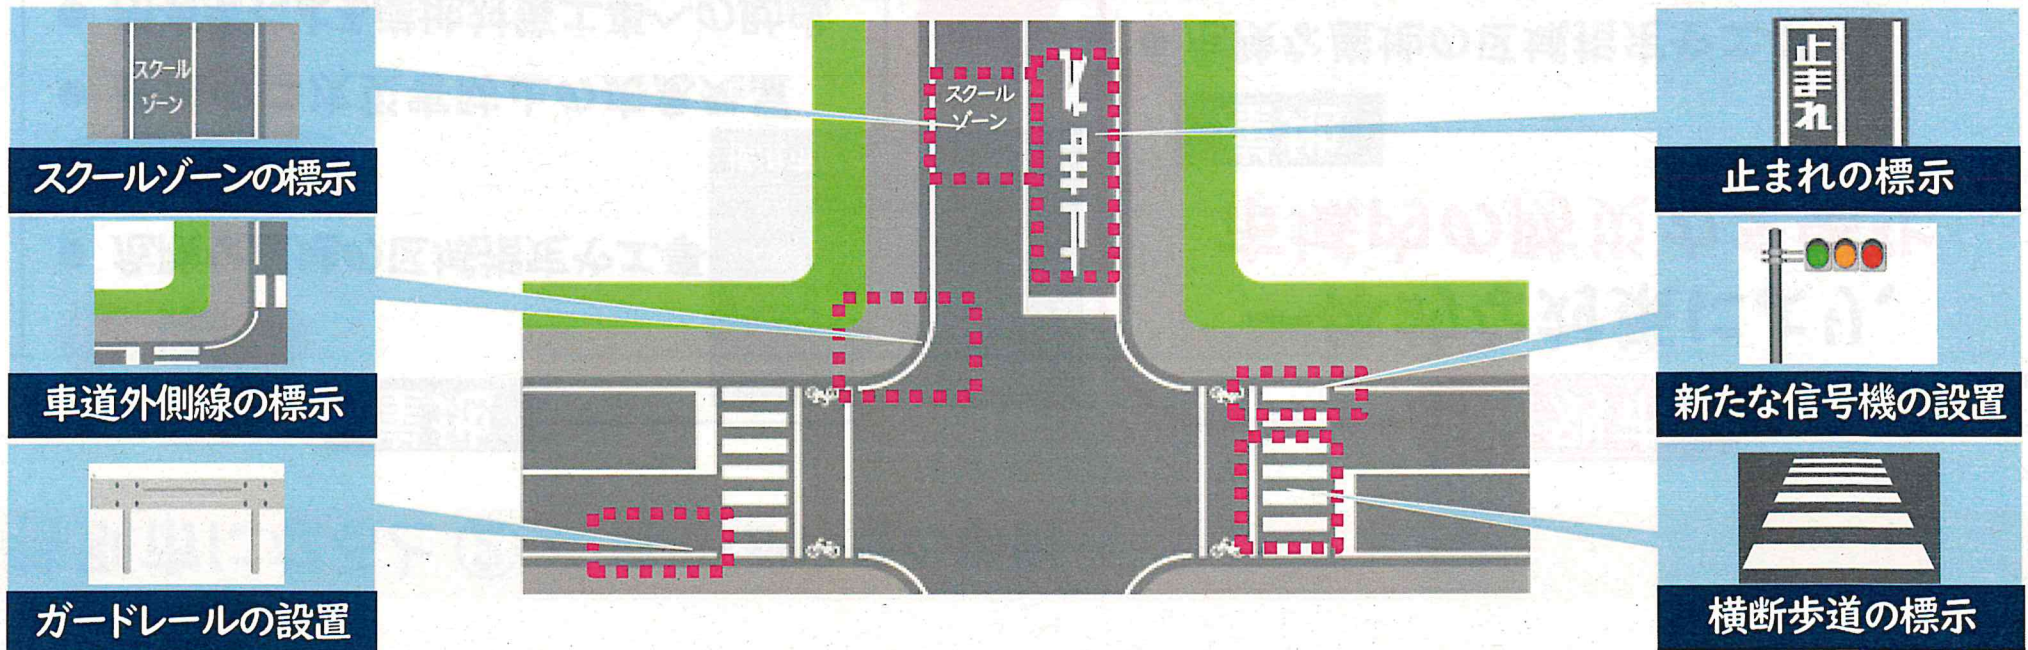 スクール
ゾーン
スクールゾーンの標示
車道外側線の標示
ガードレールの設置
スクール
ゾーン
止まれ
止まれ
止まれの標示
新たな信号機の設置
横断歩道の標示